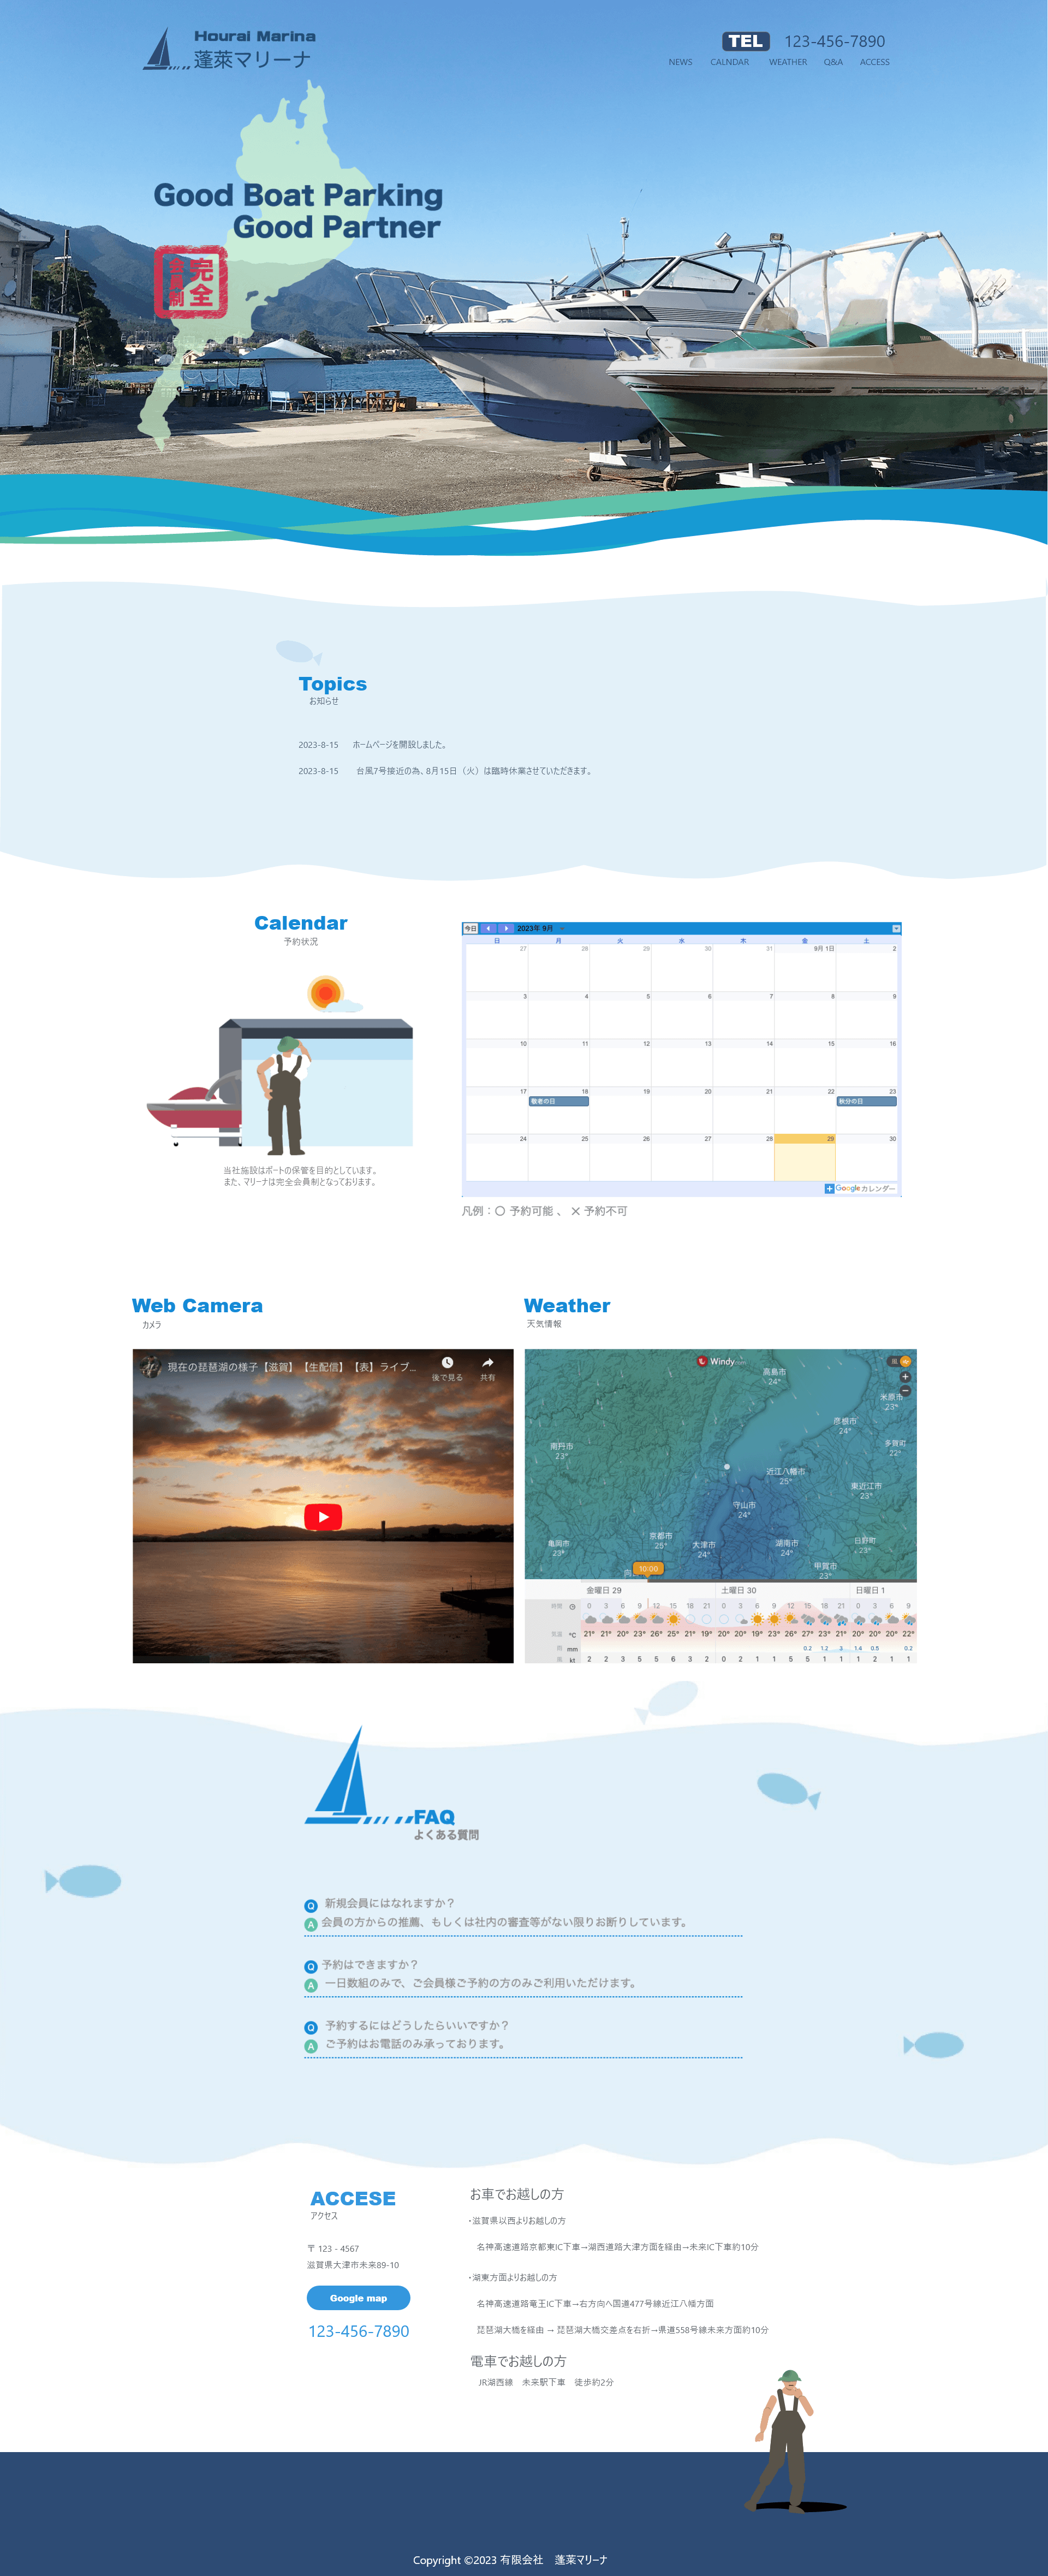 Hourai Marina
蓬莱マリーナ
TEL 123-456-7890
NEWS CALNDAR WEATHER Q&A ACCESS
Good Boat Parking
Good Partner
完全
会員制
Topics
お知らせ
2023-8-15 ホームページを開設しました。
2023-8-15 台風7号接近の為、8月15日（火）は臨時休業させていただきます。
Calendar
予約状況
当社施設はボートの保管を目的としています。
また、マリーナは完全会員制となっております。
今日 2023年 9月
日 月 火 水 木 金 土
27 28 29 30 31 9月 1日 2
3 4 5 6 7 8 9
10 11 12 13 14 15 16
17 18 19 20 21 22 23
敬老の日 秋分の日
24 25 26 27 28 29 30
Google カレンダー
凡例：〇 予約可能 、 ✕ 予約不可
Web Camera
カメラ
現在の琵琶湖の様子【滋賀】【生配信】【表】ライブ...
後で見る 共有
Weather
天気情報
Windy
風
高島市
24°
米原市
23°
彦根市
24°
多賀町
22°
南丹市
23°
近江八幡市
25°
東近江市
23°
守山市
24°
京都市
25°
大津市
24°
湖南市
24°
日野町
23°
亀岡市
23°
甲賀市
23°
10:00
金曜日 29 土曜日 30 日曜日 1
時間 0 3 6 9 12 15 18 21 0 3 6 9 12 15 18 21 0 3 6 9
気温 °C 21° 21° 20° 23° 26° 25° 21° 19° 20° 20° 19° 23° 26° 27° 23° 21° 20° 20° 20° 22°
雨 mm 0.2 1.2 3 1.4 0.5 0.2
kt 2 2 3 5 5 6 3 2 0 2 1 1 5 5 1 1 1 2 1 1
FAQ
よくある質問
Q 新規会員にはなれますか？
A 会員の方からの推薦、もしくは社内の審査等がない限りお断りしています。
Q 予約はできますか？
A 一日数組のみで、ご会員様ご予約の方のみご利用いただけます。
Q 予約するにはどうしたらいいですか？
A ご予約はお電話のみ承っております。
ACCESE
アクセス
〒 123 - 4567
滋賀県大津市未来89-10
Google map
123-456-7890
お車でお越しの方
・滋賀県以西よりお越しの方
名神高速道路京都東IC下車→湖西道路大津方面を経由→未来IC下車約10分
・湖東方面よりお越しの方
名神高速道路竜王IC下車→右方向へ国道477号線近江八幡方面
琵琶湖大橋を経由 → 琵琶湖大橋交差点を右折→県道558号線未来方面約10分
電車でお越しの方
JR湖西線 未来駅下車 徒歩約2分
Copyright ©2023 有限会社 蓬莱マリーナ